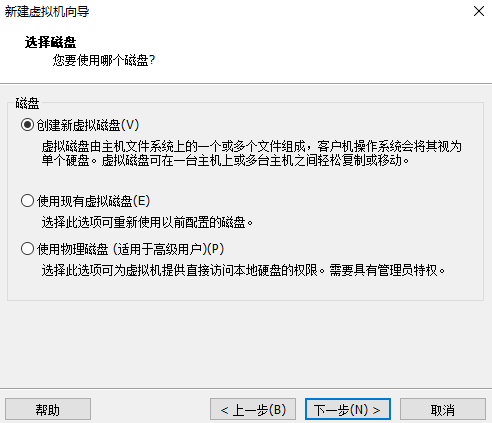 新建虚拟机向导
选择磁盘
您要使用哪个磁盘?
磁盘
创建新虚拟磁盘(V)
虚拟磁盘由主机文件系统上的一个或多个文件组成，客户机操作系统会将其视为
单个硬盘。虚拟磁盘可在一台主机上或多台主机之间轻松复制或移动。
使用现有虚拟磁盘(E)
选择此选项可重新使用以前配置的磁盘。
使用物理磁盘 (适用于高级用户)(P)
选择此选项可为虚拟机提供直接访问本地硬盘的权限。需要具有管理员特权。
帮助
< 上一步(B)
下一步(N) >
取消